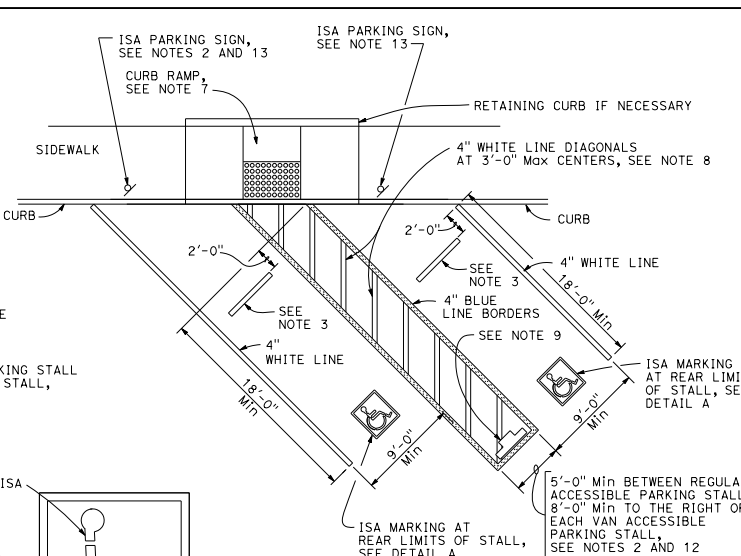 ISA PARKING SIGN,
SEE NOTES 2 AND 13
ISA PARKING SIGN,
SEE NOTE 13
CURB RAMP,
SEE NOTE 7
RETAINING CURB IF NECESSARY
SIDEWALK
4" WHITE LINE DIAGONALS
AT 3'-0" Max CENTERS, SEE NOTE 8
CURB
CURB
2'-0"
2'-0"
4" WHITE LINE
SEE
NOTE 3
18'-0" Min
SEE
NOTE 3
4" BLUE
LINE BORDERS
SEE NOTE 9
4"
WHITE LINE
KING STALL
STALL,
18'-0"
Min
ISA MARKING
AT REAR LIMI
OF STALL, SE
DETAIL A
9'-0"
Min
9'-0"
Min
ISA
5'-0" Min BETWEEN REGULA
ACCESSIBLE PARKING STALL
8'-0" Min TO THE RIGHT OF
EACH VAN ACCESSIBLE
PARKING STALL,
SEE NOTES 2 AND 12
ISA MARKING AT
REAR LIMITS OF STALL,
SEE DETAIL A